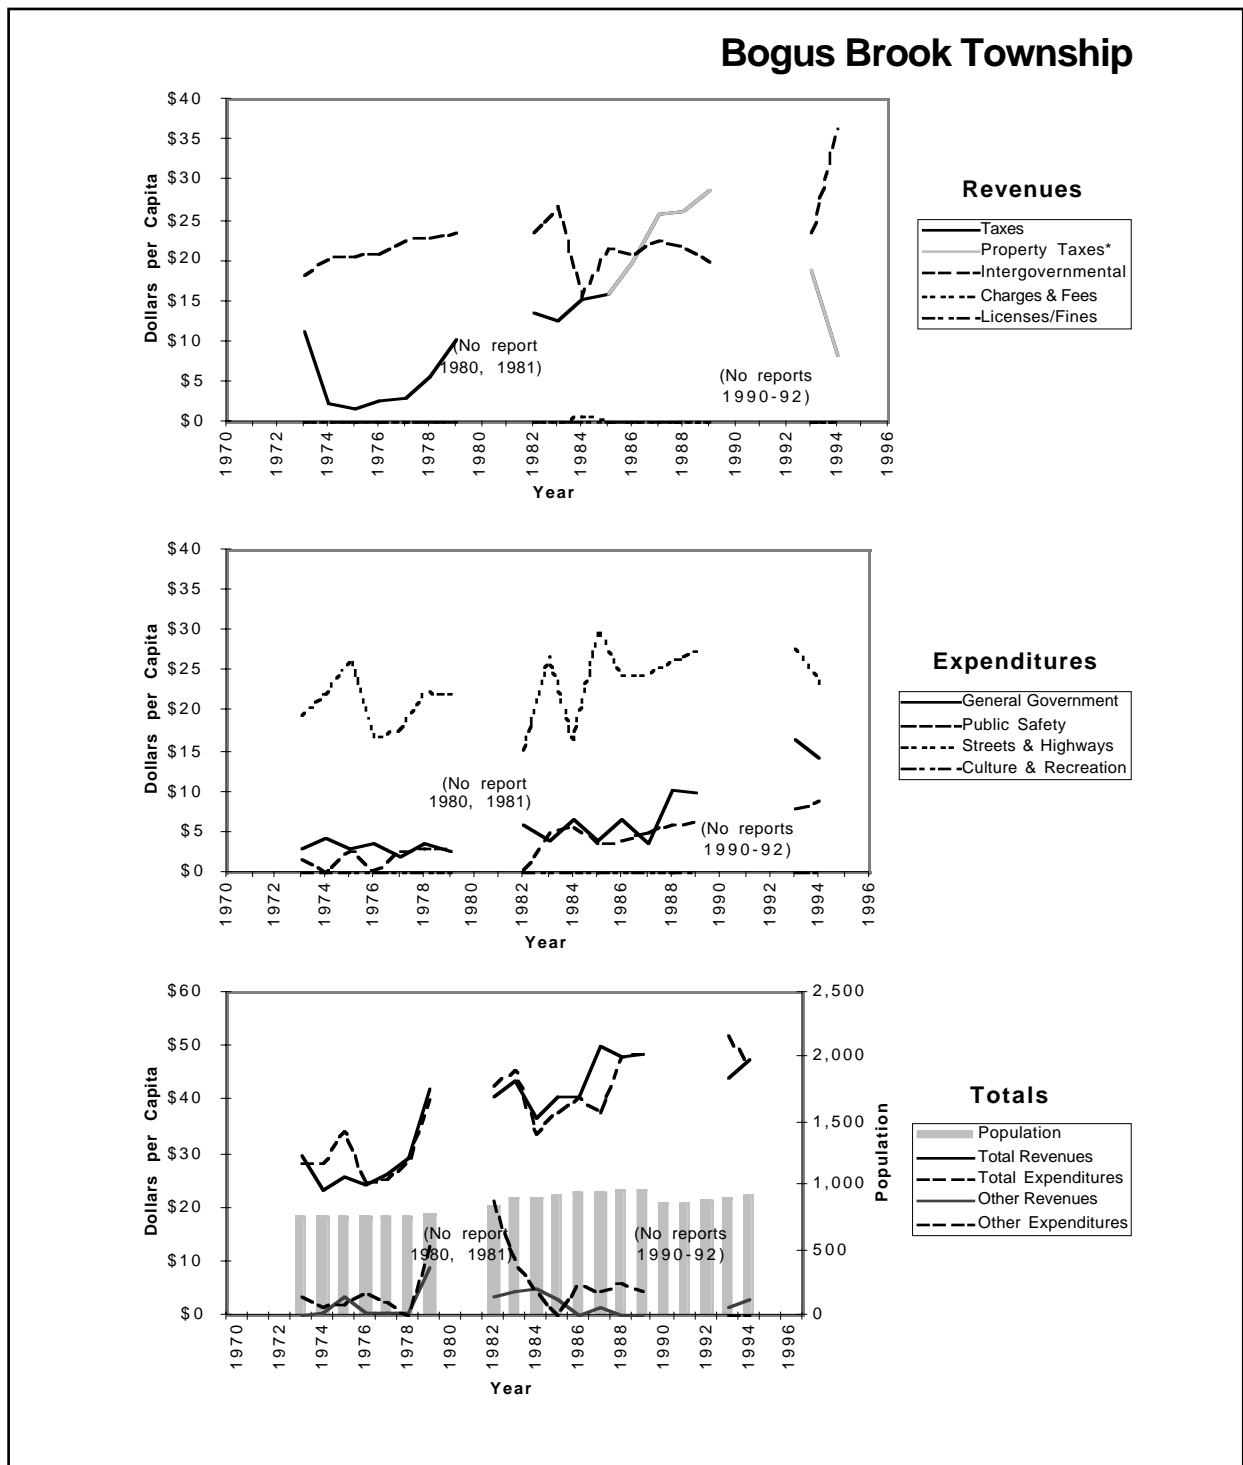 Bogus Brook Township
$40
$35
$30
$25
$20
$15
$10
$5
$0
Dollars per Capita
(No report
1980, 1981)
(No reports
1990-92)
1970
1972
1974
1976
1978
1980
1982
1984
1986
1988
1990
1992
1994
1996
Year
Revenues
Taxes
Property Taxes*
Intergovernmental
Charges & Fees
Licenses/Fines
$40
$35
$30
$25
$20
$15
$10
$5
$0
Dollars per Capita
(No report
1980, 1981)
(No reports
1990-92)
1970
1972
1974
1976
1978
1980
1982
1984
1986
1988
1990
1992
1994
1996
Year
Expenditures
General Government
Public Safety
Streets & Highways
Culture & Recreation
$60
$50
$40
$30
$20
$10
$0
Dollars per Capita
(No report
1980, 1981)
(No reports
1990-92)
2,500
2,000
1,500
1,000
500
0
Population
1970
1972
1974
1976
1978
1980
1982
1984
1986
1988
1990
1992
1994
1996
Year
Totals
Population
Total Revenues
Total Expenditures
Other Revenues
Other Expenditures